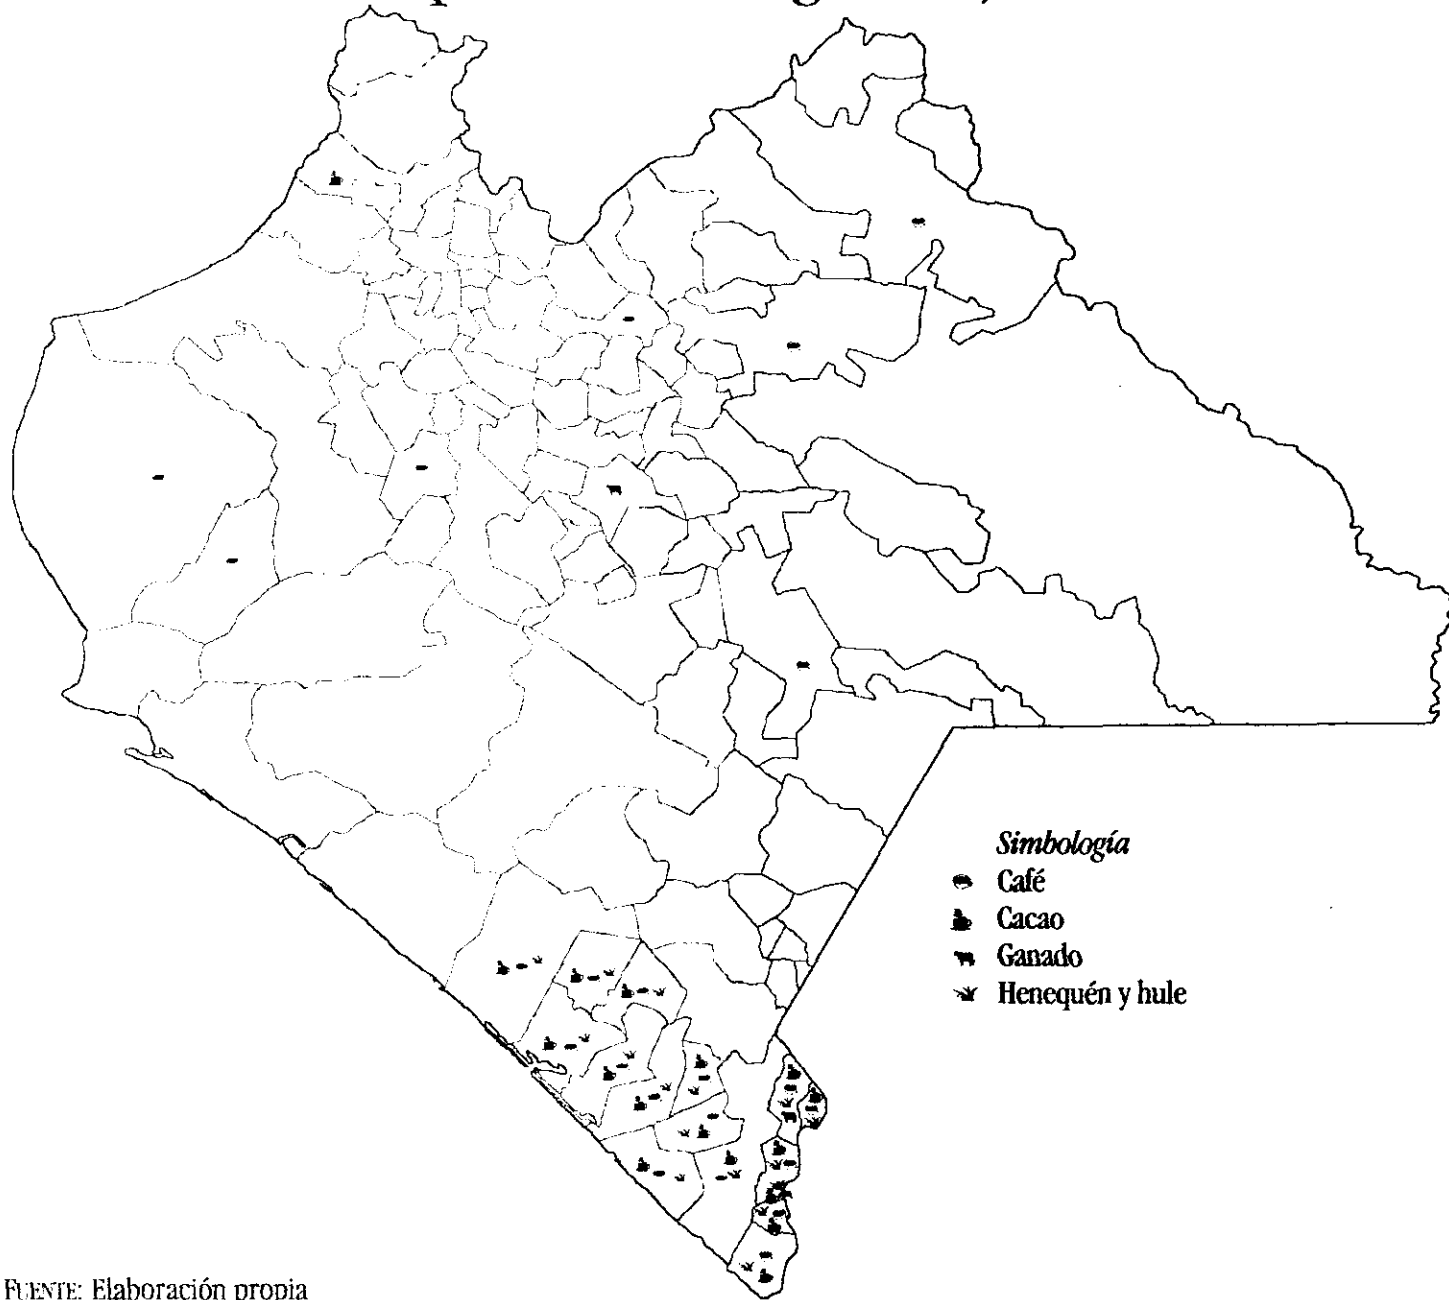 Simbología
Café
Cacao
Ganado
Henequén y hule
FUENTE: Elaboración propia